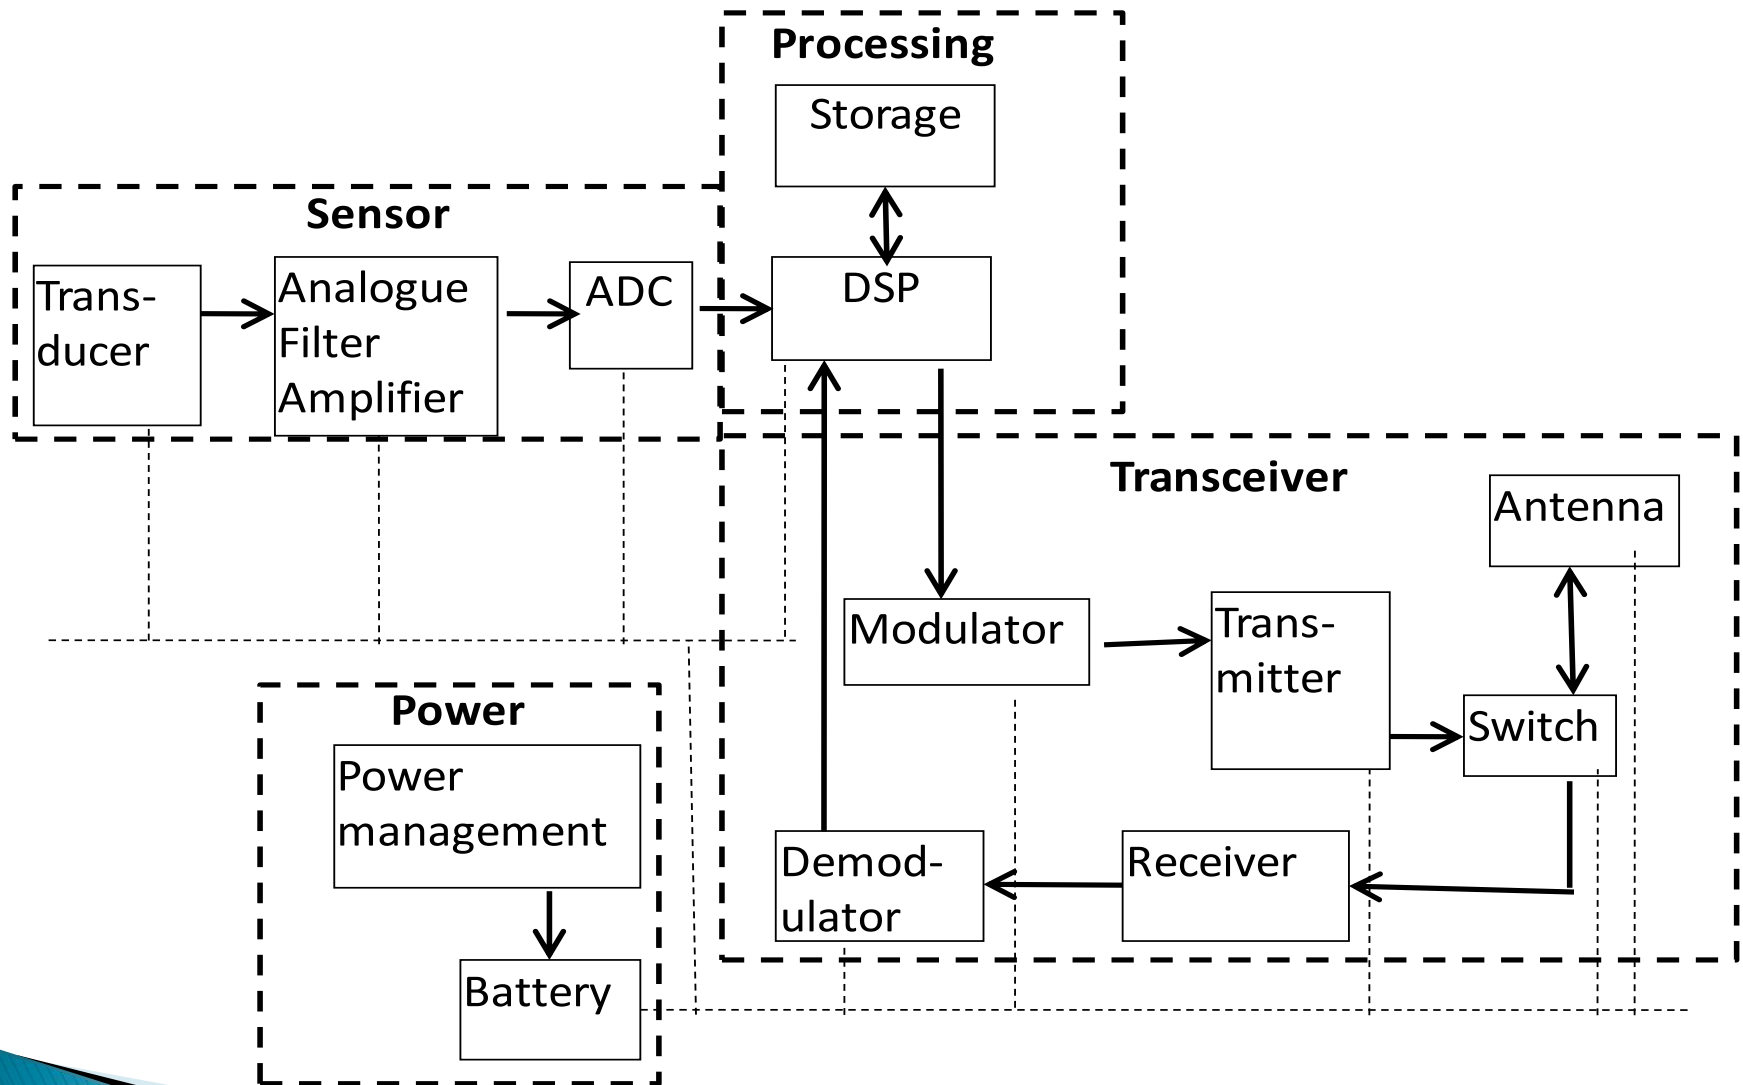 Processing
Storage
Sensor
Trans-
ducer
Analogue
Filter
Amplifier
ADC
DSP
Transceiver
Antenna
Modulator
Trans-
mitter
Switch
Power
Power
management
Demod-
ulator
Receiver
Battery